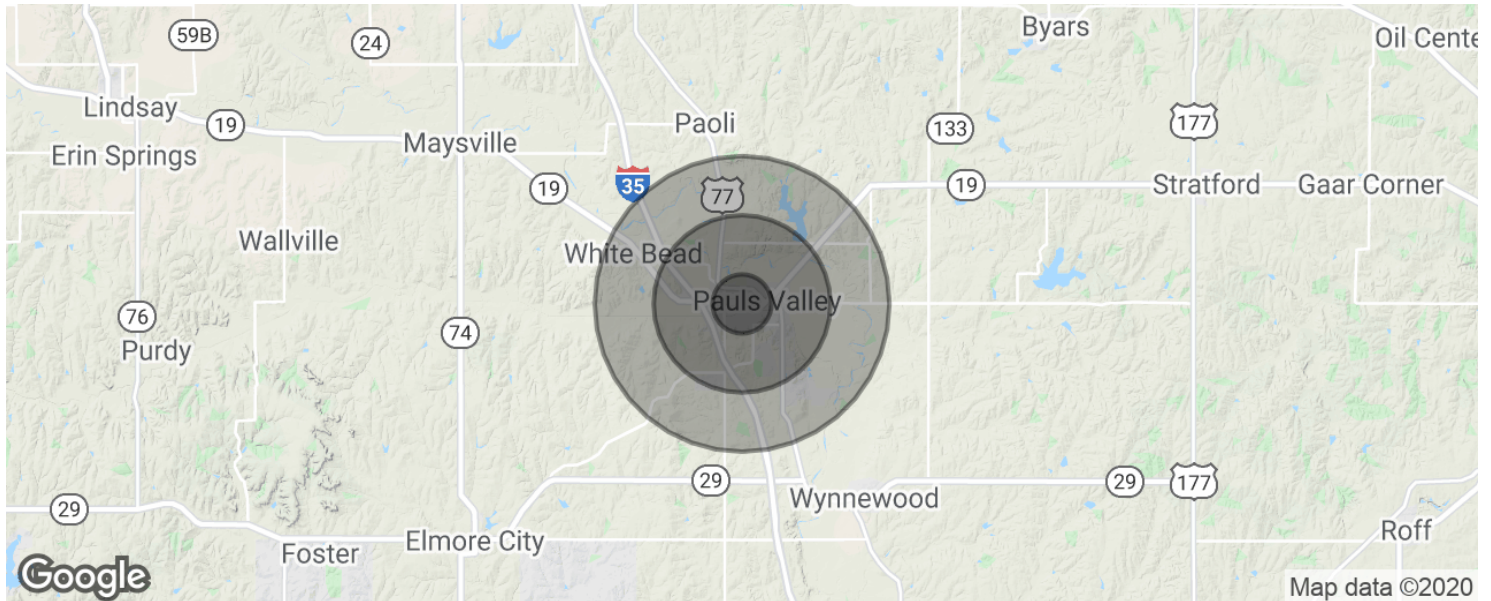 Byars
59B
24
Oil Cente
Lindsay
19
Maysville
Paoli
133
177
Erin Springs
35
19
77
19
Stratford
Gaar Corner
Wallville
White Bead
Pauls Valley
76
74
Purdy
29
29
177
29
Wynnewood
Roff
Elmore City
Foster
Google
Map data ©2020